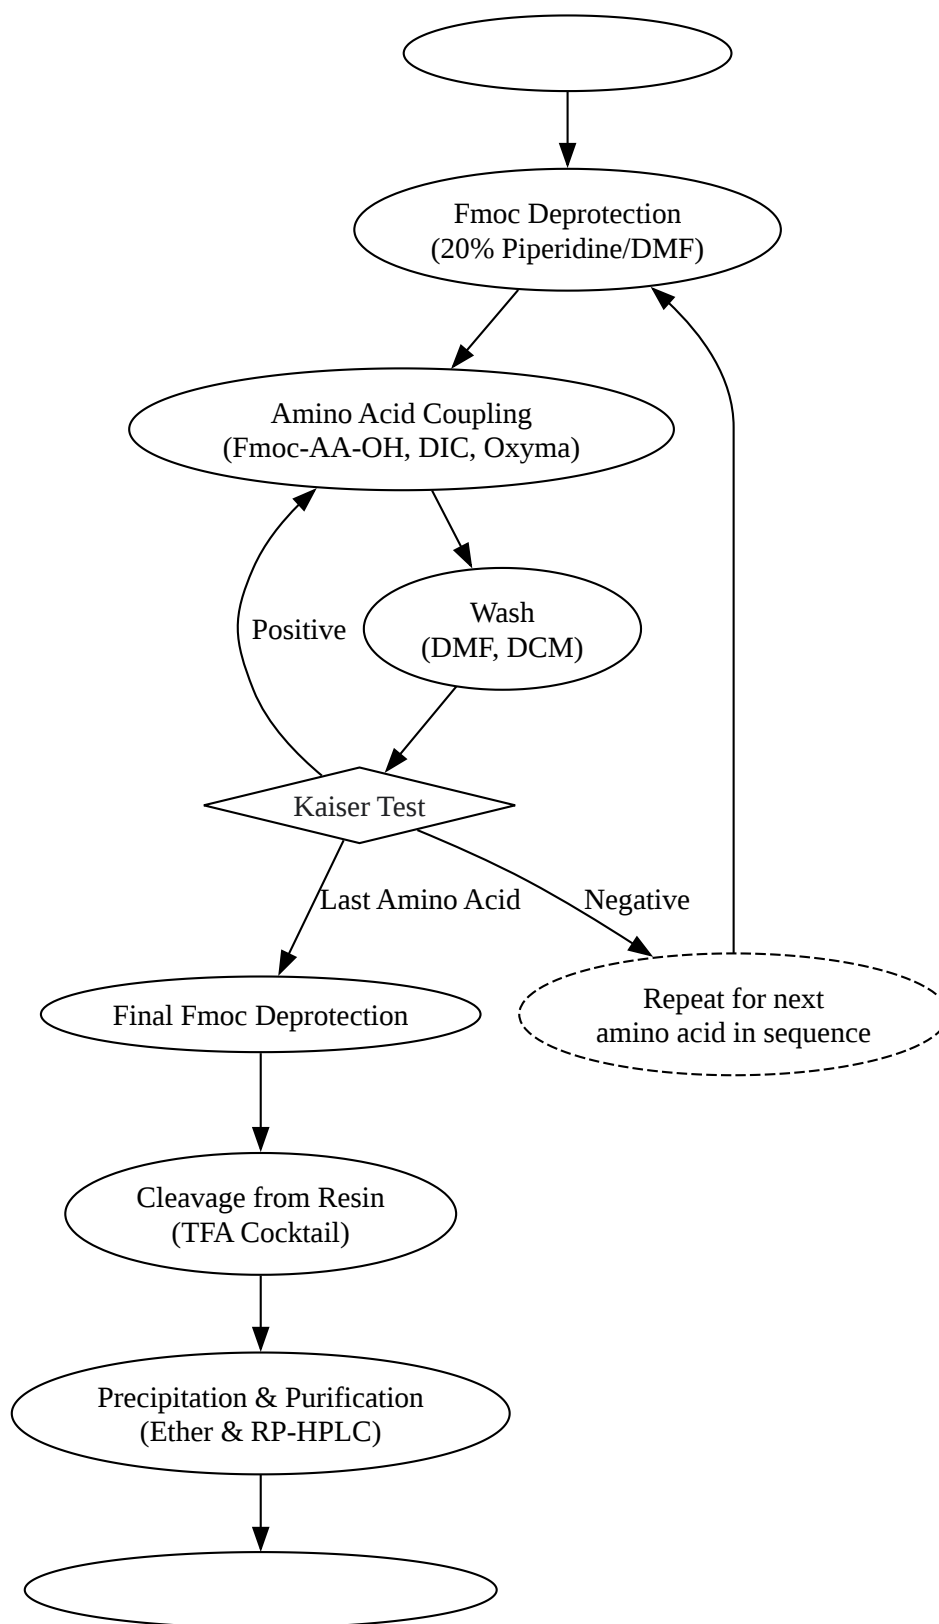 Fmoc Deprotection
(20% Piperidine/DMF)
Amino Acid Coupling
(Fmoc-AA-OH, DIC, Oxyma)
Positive
Wash
(DMF, DCM)
Kaiser Test
Last Amino Acid
Negative
Final Fmoc Deprotection
Repeat for next
amino acid in sequence
Cleavage from Resin
(TFA Cocktail)
Precipitation & Purification
(Ether & RP-HPLC)